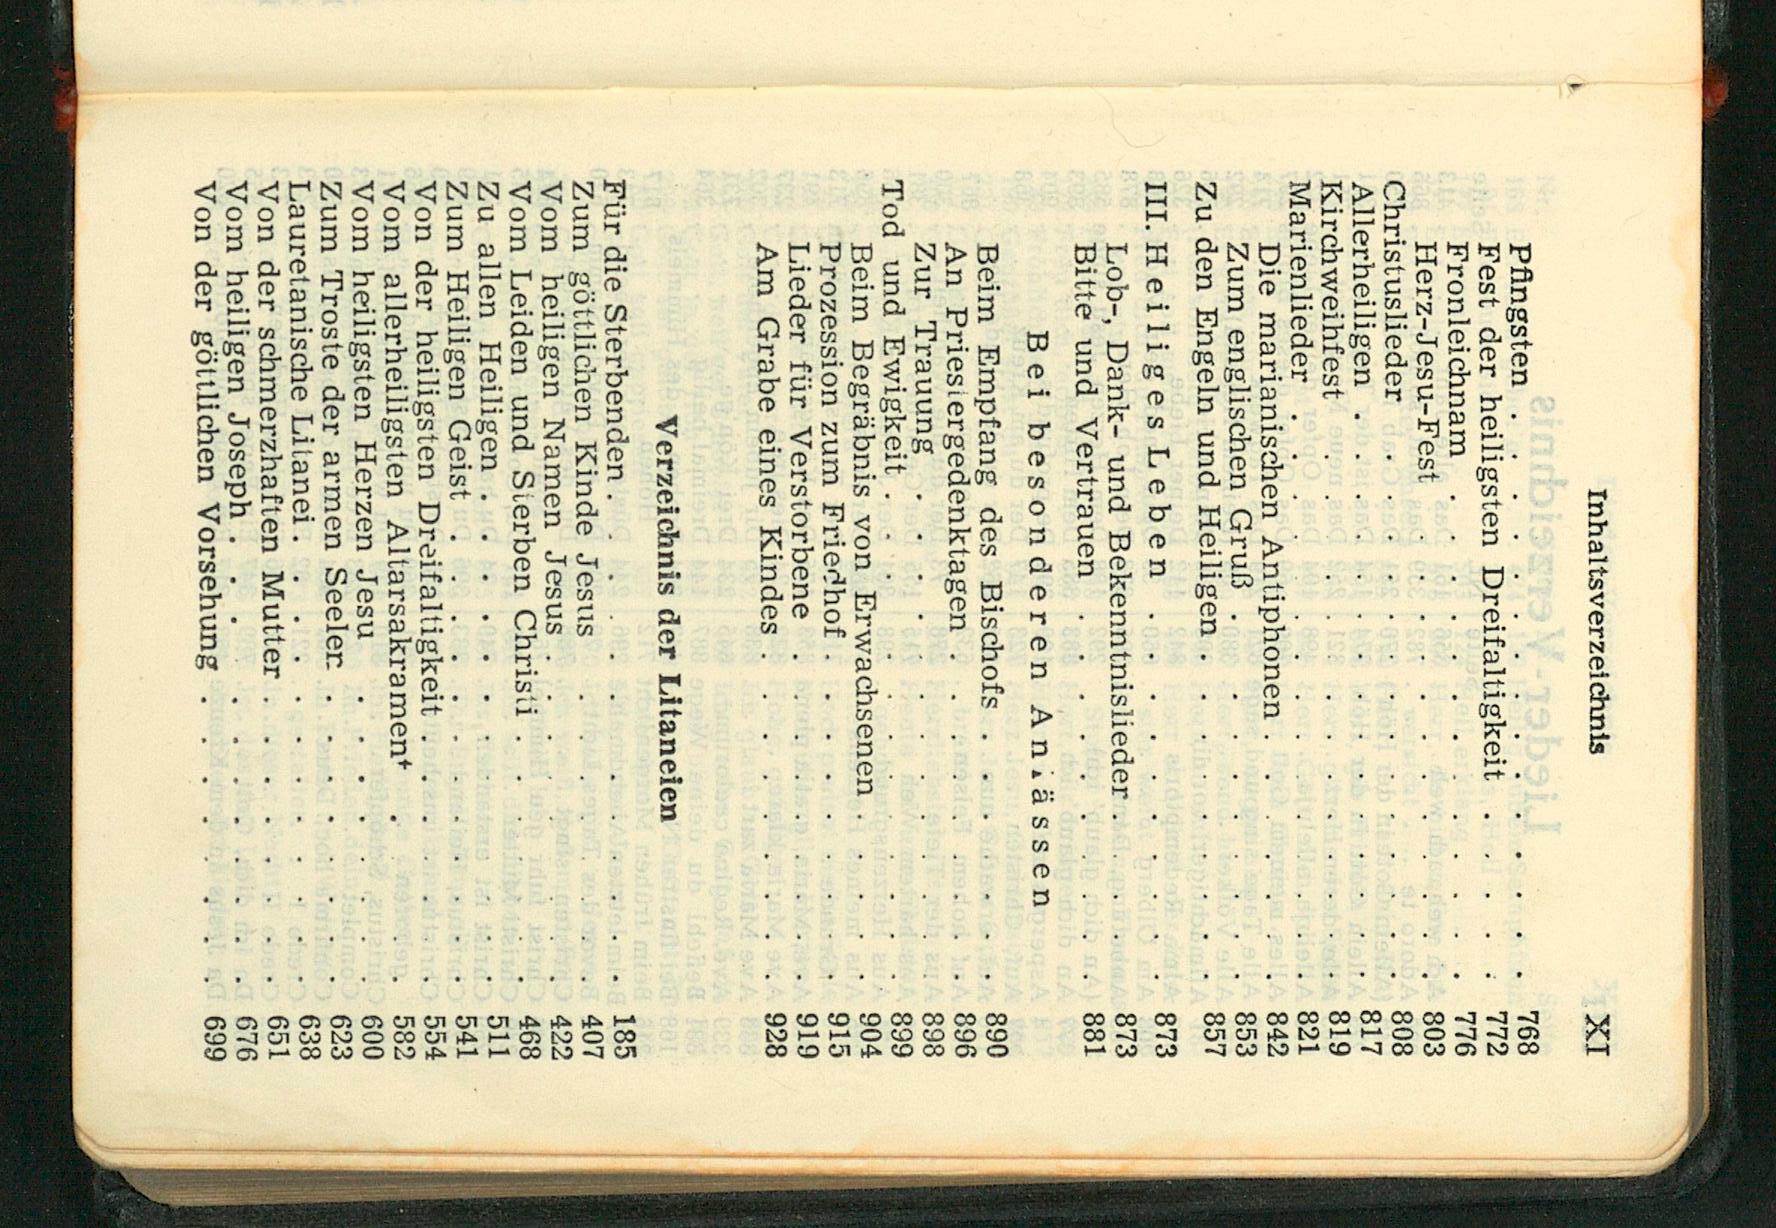 Inhaltsverzeichnis XI
Pfingsten . . . . . . . . . . . . 768
Fest der heiligsten Dreifaltigkeit . . . . 772
Fronleichnam . . . . . . . . . . 776
Herz-Jesu-Fest . . . . . . . . . . 803
Christuslieder . . . . . . . . . . 808
Allerheiligen . . . . . . . . . . . 817
Kirchweihfest . . . . . . . . . . 819
Marienlieder . . . . . . . . . . . 821
Die marianischen Antiphonen . . . . . 842
Zum englischen Gruß . . . . . . . . 853
Zu den Engeln und Heiligen . . . . . . 857
III. Heiliges Leben . . . . . . . . . 873
Lob-, Dank- und Bekenntnislieder . . . . 873
Bitte und Vertrauen . . . . . . . . 881
Bei besonderen Anlässen
Beim Empfang des Bischofs . . . . . . 890
An Priestergedenktagen . . . . . . . 896
Zur Trauung . . . . . . . . . . 898
Tod und Ewigkeit . . . . . . . . . 899
Beim Begräbnis von Erwachsenen . . . . 904
Prozession zum Friedhof . . . . . . . 915
Lieder für Verstorbene . . . . . . . 919
Am Grabe eines Kindes . . . . . . . 928
Verzeichnis der Litaneien
Für die Sterbenden . . . . . . . . 185
Zum göttlichen Kinde Jesus . . . . . . 407
Vom heiligen Namen Jesus . . . . . . 422
Vom Leiden und Sterben Christi . . . . 468
Zu allen Heiligen . . . . . . . . . 511
Zum Heiligen Geist . . . . . . . . 541
Von der heiligsten Dreifaltigkeit . . . . . 554
Vom allerheiligsten Altarsakrament . . . 582
Vom heiligsten Herzen Jesu . . . . . . 600
Zum Troste der armen Seelen . . . . . 623
Lauretanische Litanei . . . . . . . . 638
Von der schmerzhaften Mutter . . . . . 651
Vom heiligen Joseph . . . . . . . . 676
Von der göttlichen Vorsehung . . . . . 699